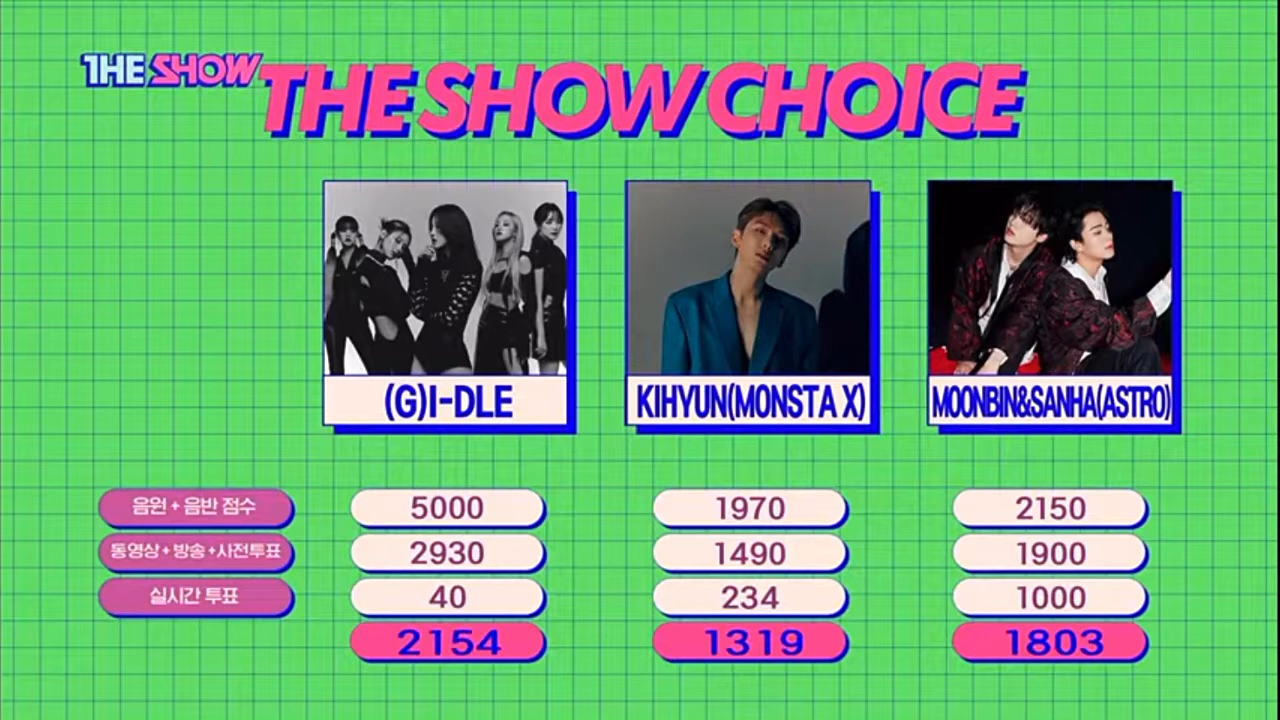 THE SHOW
THE SHOW CHOICE
(G)I-DLE
KIHYUN(MONSTA X)
MOONBIN&SANHA(ASTRO)
음원 + 음반 점수 5000 1970 2150
동영상 + 방송 +사전투표 2930 1490 1900
실시간 투표 40 234 1000
2154 1319 1803